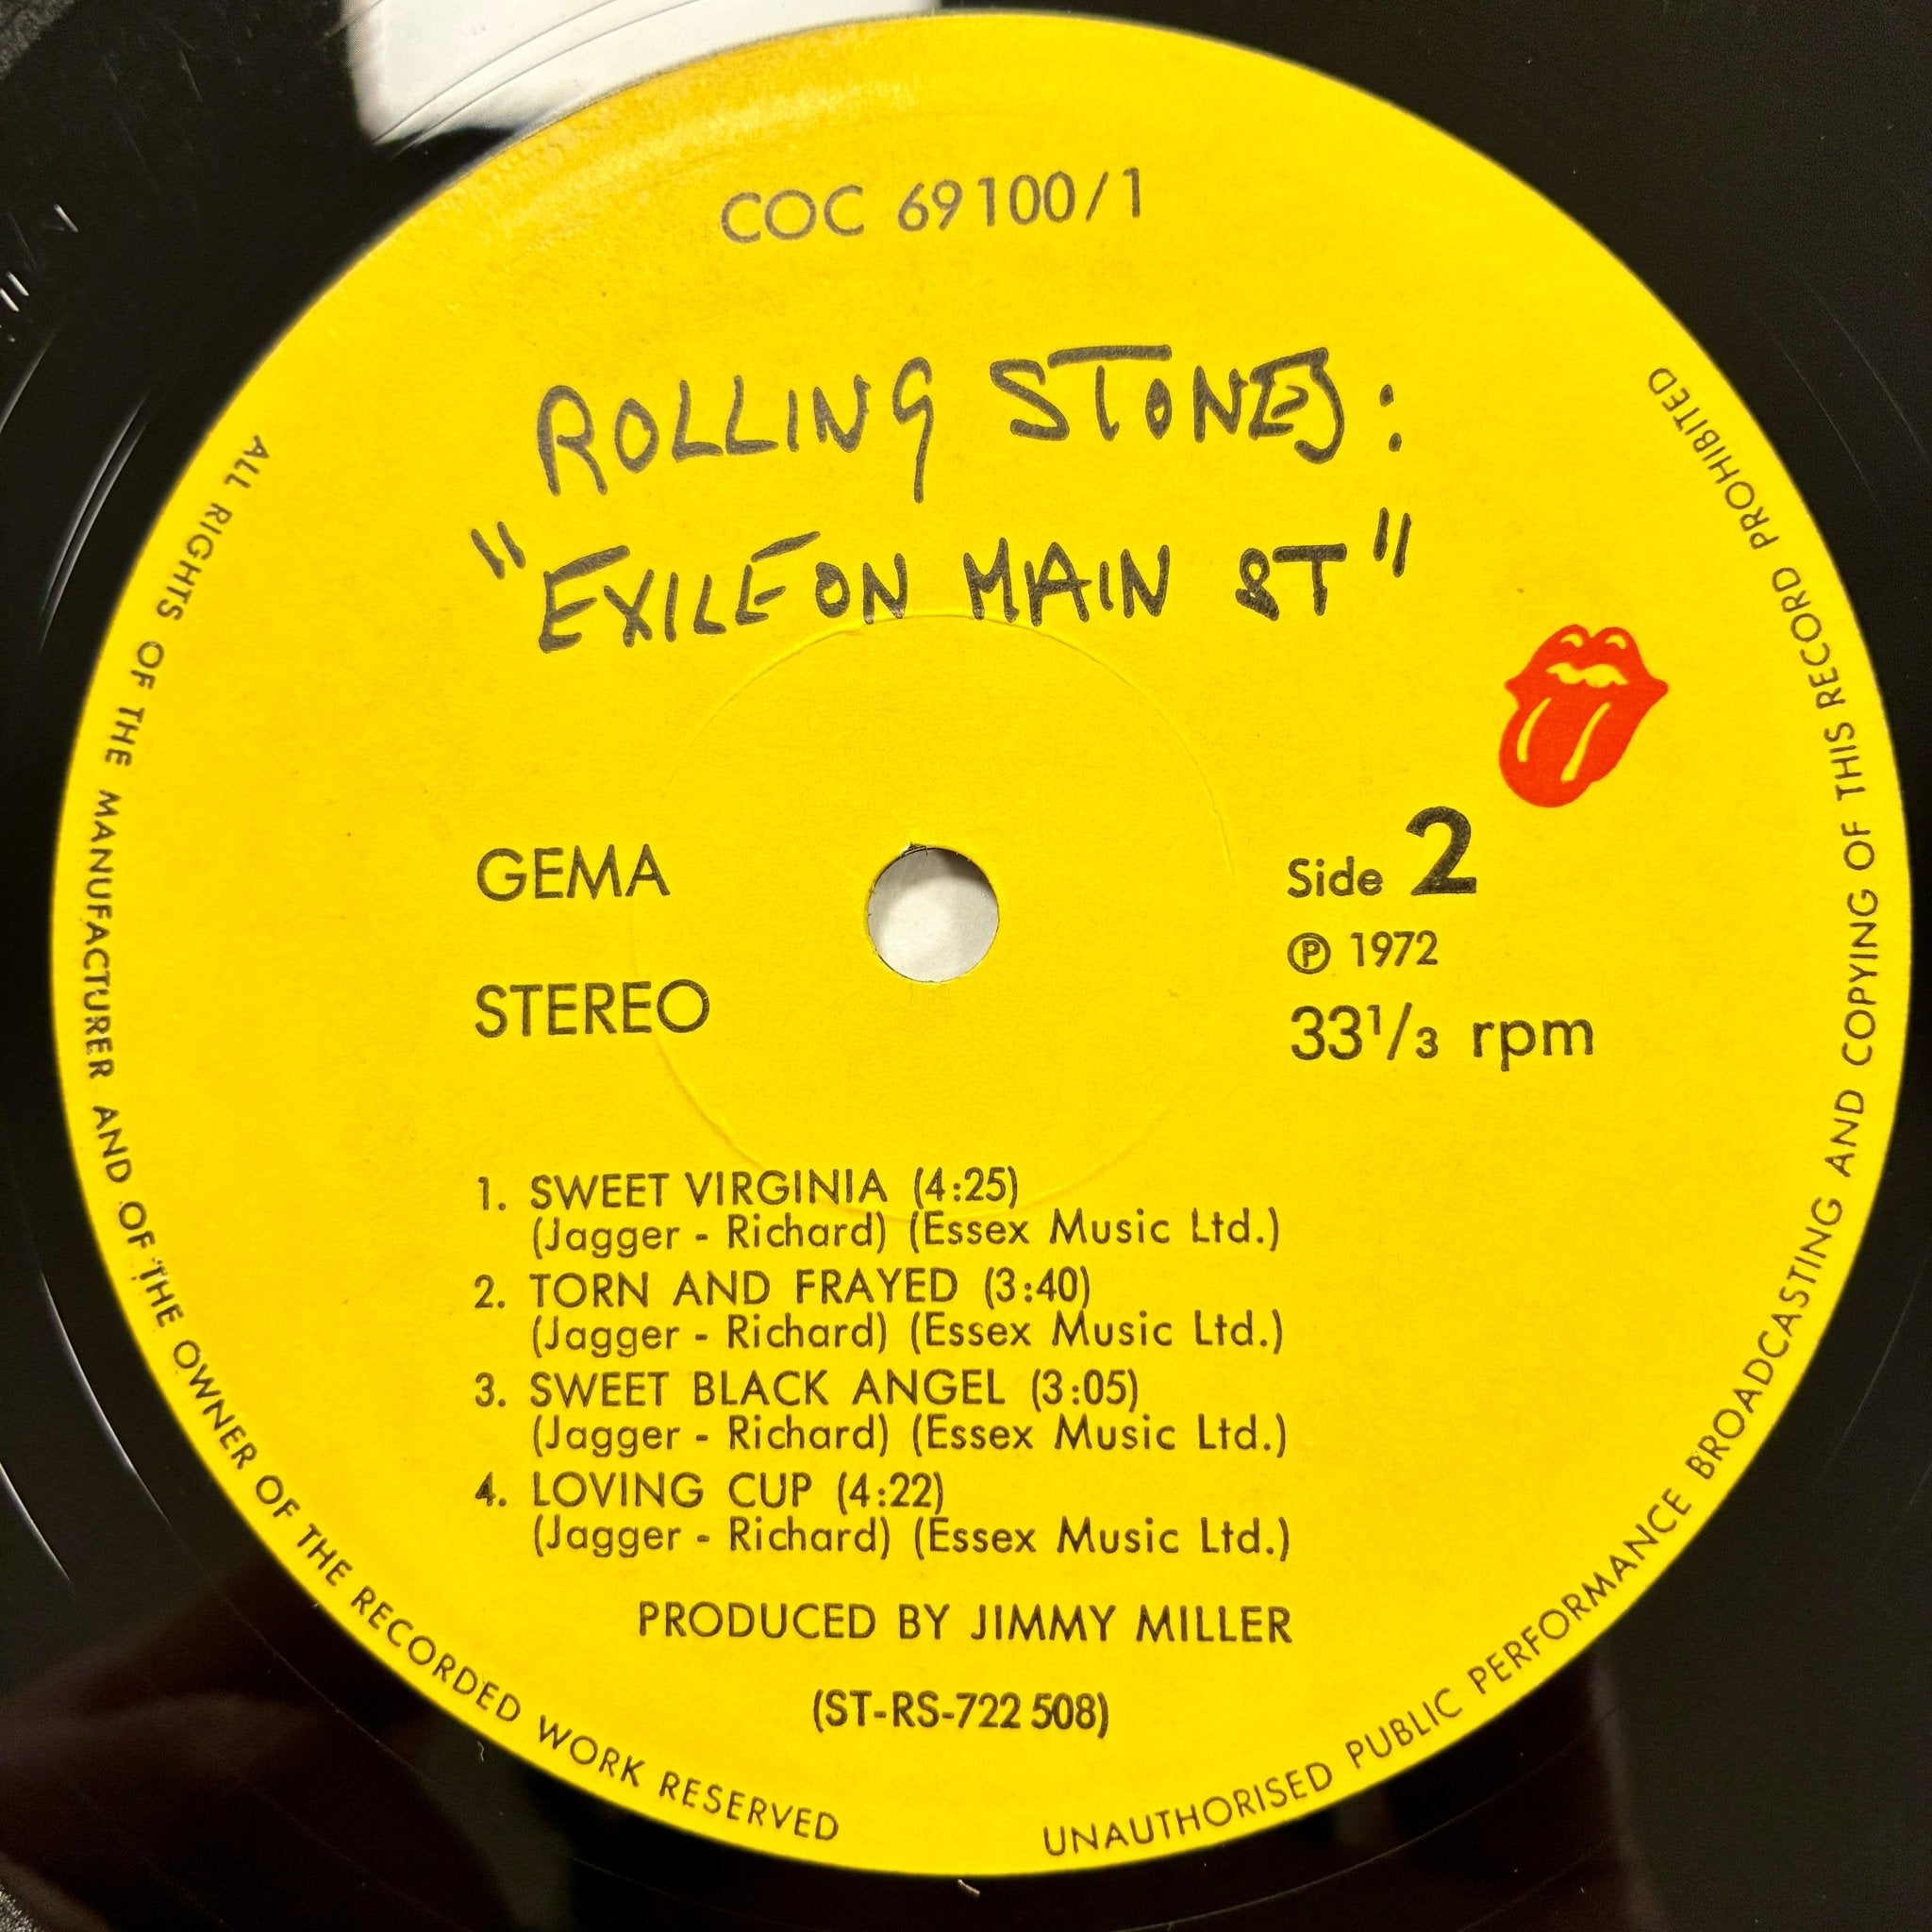 COC 69100/1
ROLLING STONES:
"EXILE ON MAIN ST"
GEMA
STEREO
Side 2
℗ 1972
33 1/3 rpm
1. SWEET VIRGINIA (4:25)
(Jagger - Richard) (Essex Music Ltd.)
2. TORN AND FRAYED (3:40)
(Jagger - Richard) (Essex Music Ltd.)
3. SWEET BLACK ANGEL (3:05)
(Jagger - Richard) (Essex Music Ltd.)
4. LOVING CUP (4:22)
(Jagger - Richard) (Essex Music Ltd.)
PRODUCED BY JIMMY MILLER
(ST-RS-722 508)
ALL RIGHTS OF THE MANUFACTURER AND OF THE OWNER OF THE RECORDED WORK RESERVED
UNAUTHORISED PUBLIC PERFORMANCE BROADCASTING AND COPYING OF THIS RECORD PROHIBITED